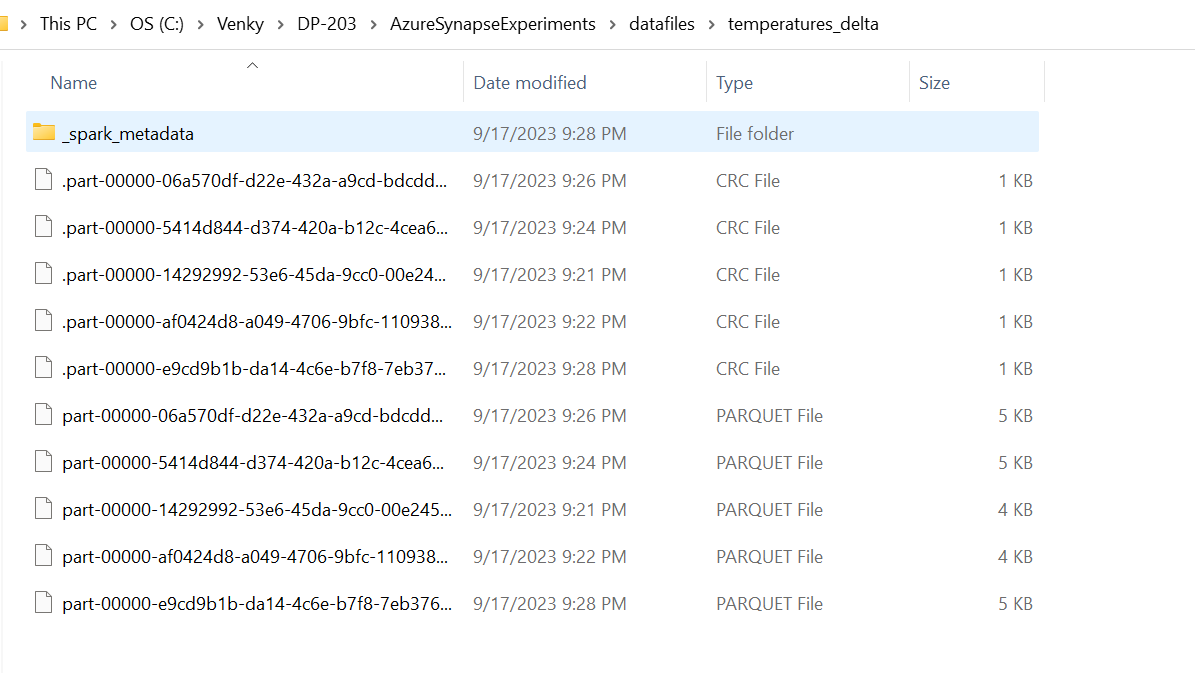 This PC > OS (C:) > Venky > DP-203 > AzureSynapseExperiments > datafiles > temperatures_delta
Name Date modified Type Size
_spark_metadata 9/17/2023 9:28 PM File folder
.part-00000-06a570df-d22e-432a-a9cd-bdcdd... 9/17/2023 9:26 PM CRC File 1 KB
.part-00000-5414d844-d374-420a-b12c-4cea6... 9/17/2023 9:24 PM CRC File 1 KB
.part-00000-14292992-53e6-45da-9cc0-00e24... 9/17/2023 9:21 PM CRC File 1 KB
.part-00000-af0424d8-a049-4706-9bfc-110938... 9/17/2023 9:22 PM CRC File 1 KB
.part-00000-e9cd9b1b-da14-4c6e-b7f8-7eb37... 9/17/2023 9:28 PM CRC File 1 KB
part-00000-06a570df-d22e-432a-a9cd-bdcdd... 9/17/2023 9:26 PM PARQUET File 5 KB
part-00000-5414d844-d374-420a-b12c-4cea6... 9/17/2023 9:24 PM PARQUET File 5 KB
part-00000-14292992-53e6-45da-9cc0-00e245... 9/17/2023 9:21 PM PARQUET File 4 KB
part-00000-af0424d8-a049-4706-9bfc-110938... 9/17/2023 9:22 PM PARQUET File 4 KB
part-00000-e9cd9b1b-da14-4c6e-b7f8-7eb376... 9/17/2023 9:28 PM PARQUET File 5 KB